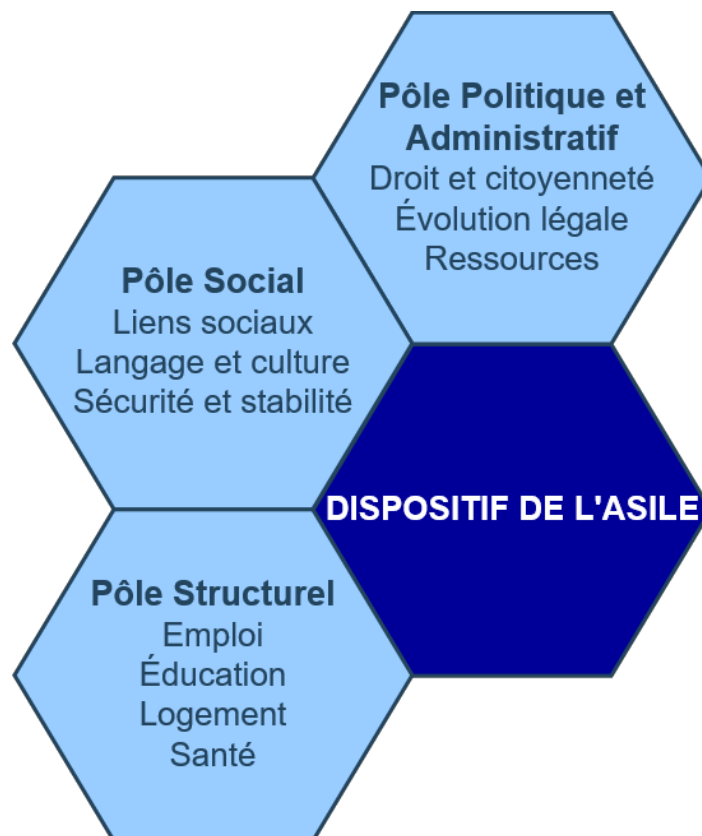 Pôle Politique et
Administratif
Droit et citoyenneté
Évolution légale
Ressources
Pôle Social
Liens sociaux
Langage et culture
Sécurité et stabilité
DISPOSITIF DE L'ASILE
Pôle Structurel
Emploi
Éducation
Logement
Santé